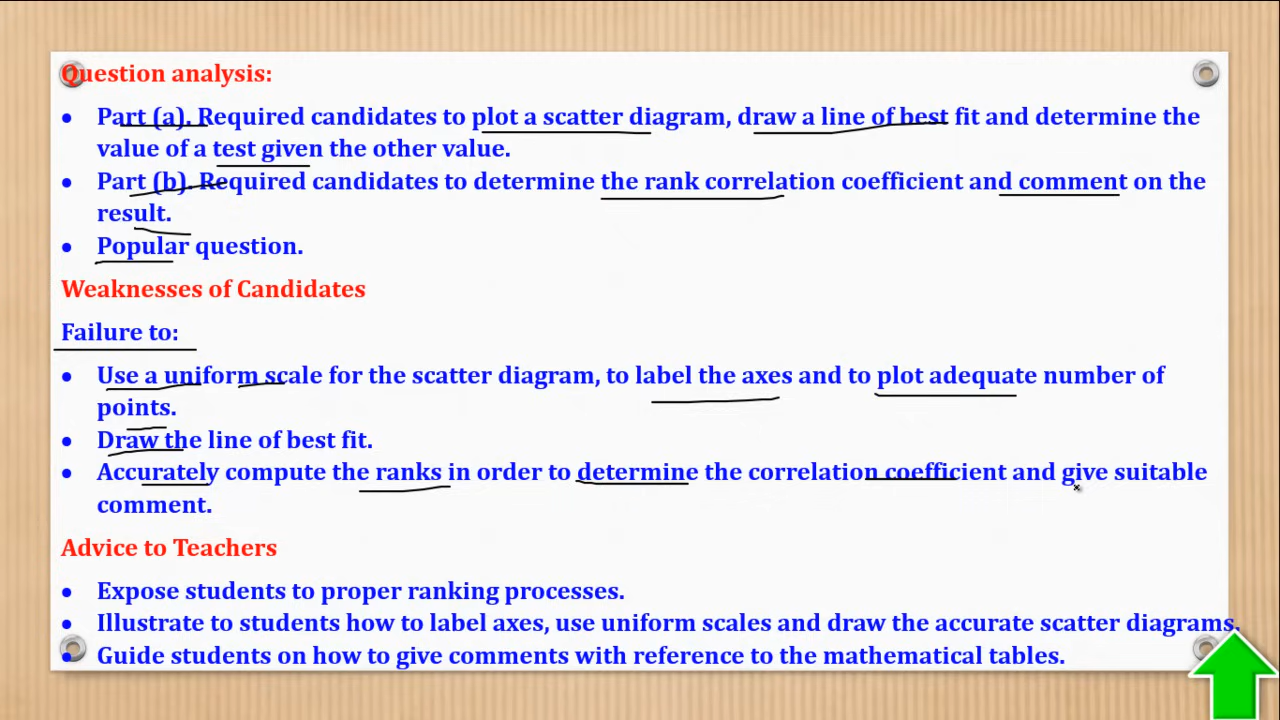 Question analysis:
• Part (a). Required candidates to plot a scatter diagram, draw a line of best fit and determine the
value of a test given the other value.
• Part (b). Required candidates to determine the rank correlation coefficient and comment on the
result.
• Popular question.
Weaknesses of Candidates
Failure to:
• Use a uniform scale for the scatter diagram, to label the axes and to plot adequate number of
points.
• Draw the line of best fit.
• Accurately compute the ranks in order to determine the correlation coefficient and give suitable
comment.
Advice to Teachers
• Expose students to proper ranking processes.
• Illustrate to students how to label axes, use uniform scales and draw the accurate scatter diagrams.
• Guide students on how to give comments with reference to the mathematical tables.